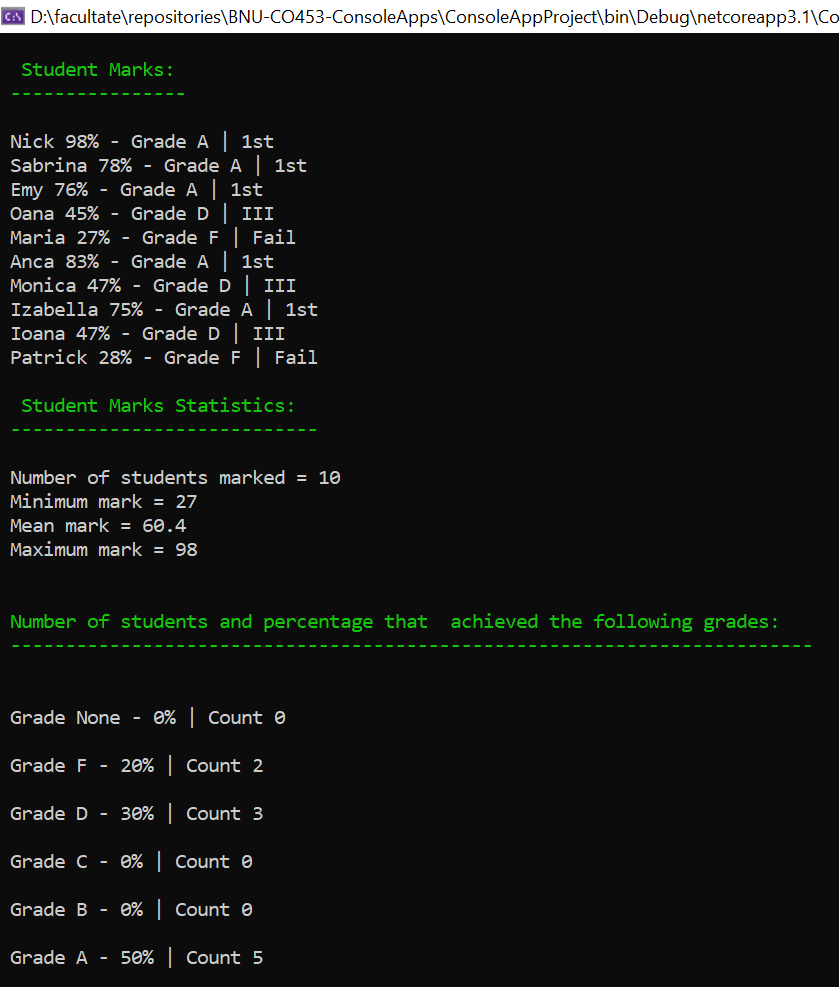 C:\ D:\facultate\repositories\BNU-CO453-ConsoleApps\ConsoleAppProject\bin\Debug\netcoreapp3.1\Co
Student Marks:
----------------
Nick 98% - Grade A | 1st
Sabrina 78% - Grade A | 1st
Emy 76% - Grade A | 1st
Oana 45% - Grade D | III
Maria 27% - Grade F | Fail
Anca 83% - Grade A | 1st
Monica 47% - Grade D | III
Izabella 75% - Grade A | 1st
Ioana 47% - Grade D | III
Patrick 28% - Grade F | Fail
Student Marks Statistics:
----------------------------
Number of students marked = 10
Minimum mark = 27
Mean mark = 60.4
Maximum mark = 98
Number of students and percentage that  achieved the following grades:
-------------------------------------------------------------------------
Grade None - 0% | Count 0
Grade F - 20% | Count 2
Grade D - 30% | Count 3
Grade C - 0% | Count 0
Grade B - 0% | Count 0
Grade A - 50% | Count 5